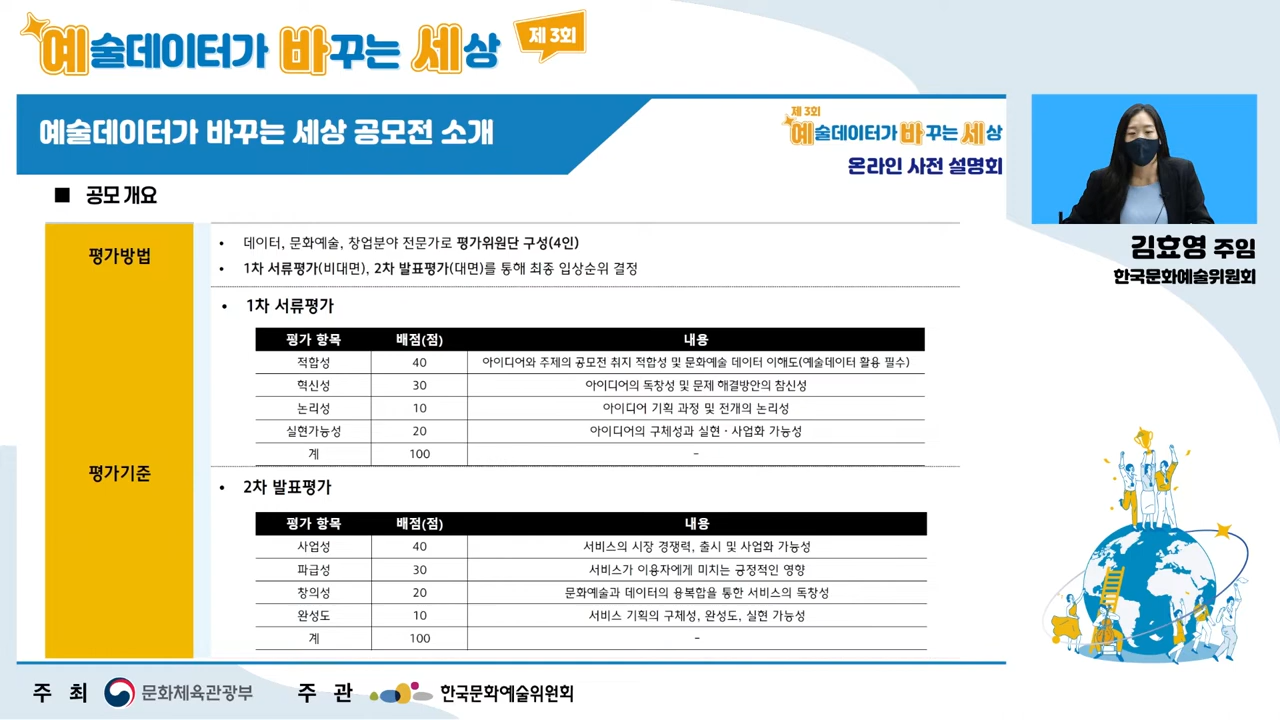 예술데이터가 바꾸는 세상 제 3회
예술데이터가 바꾸는 세상 공모전 소개
제 3회
예술데이터가 바꾸는 세상
온라인 사전 설명회
■ 공모 개요
김효영 주임
한국문화예술위원회
평가방법
• 데이터, 문화예술, 창업분야 전문가로 평가위원단 구성(4인)
• 1차 서류평가(비대면), 2차 발표평가(대면)를 통해 최종 입상순위 결정
평가기준
• 1차 서류평가
평가 항목 배점(점) 내용
적합성 40 아이디어와 주제의 공모전 취지 적합성 및 문화예술 데이터 이해도(예술데이터 활용 필수)
혁신성 30 아이디어의 독창성 및 문제 해결방안의 참신성
논리성 10 아이디어 기획 과정 및 전개의 논리성
실현가능성 20 아이디어의 구체성과 실현 · 사업화 가능성
계 100 -
• 2차 발표평가
평가 항목 배점(점) 내용
사업성 40 서비스의 시장 경쟁력, 출시 및 사업화 가능성
파급성 30 서비스가 이용자에게 미치는 긍정적인 영향
창의성 20 문화예술과 데이터의 융복합을 통한 서비스의 독창성
완성도 10 서비스 기획의 구체성, 완성도, 실현 가능성
계 100 -
주 최 문화체육관광부 주 관 한국문화예술위원회